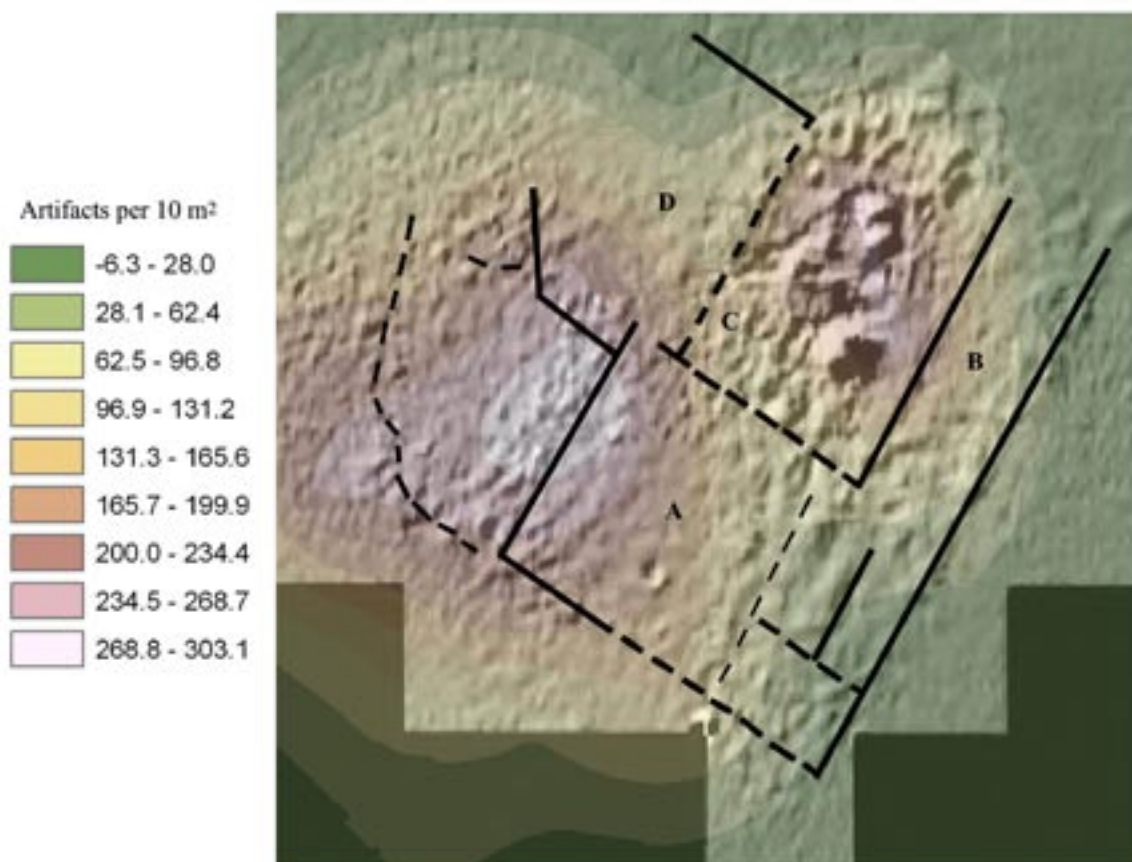 Artifacts per 10 m²
-6.3 - 28.0
28.1 - 62.4
62.5 - 96.8
96.9 - 131.2
131.3 - 165.6
165.7 - 199.9
200.0 - 234.4
234.5 - 268.7
268.8 - 303.1
D
C
B
A